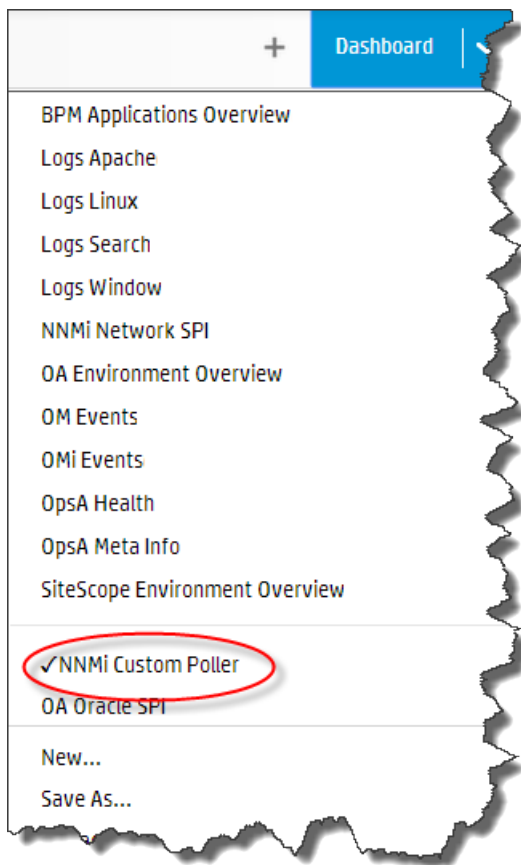 + Dashboard
BPM Applications Overview
Logs Apache
Logs Linux
Logs Search
Logs Window
NNMi Network SPI
OA Environment Overview
OM Events
OMi Events
OpsA Health
OpsA Meta Info
SiteScope Environment Overview
✓NNMi Custom Poller
OA Oracle SPI
New...
Save As...